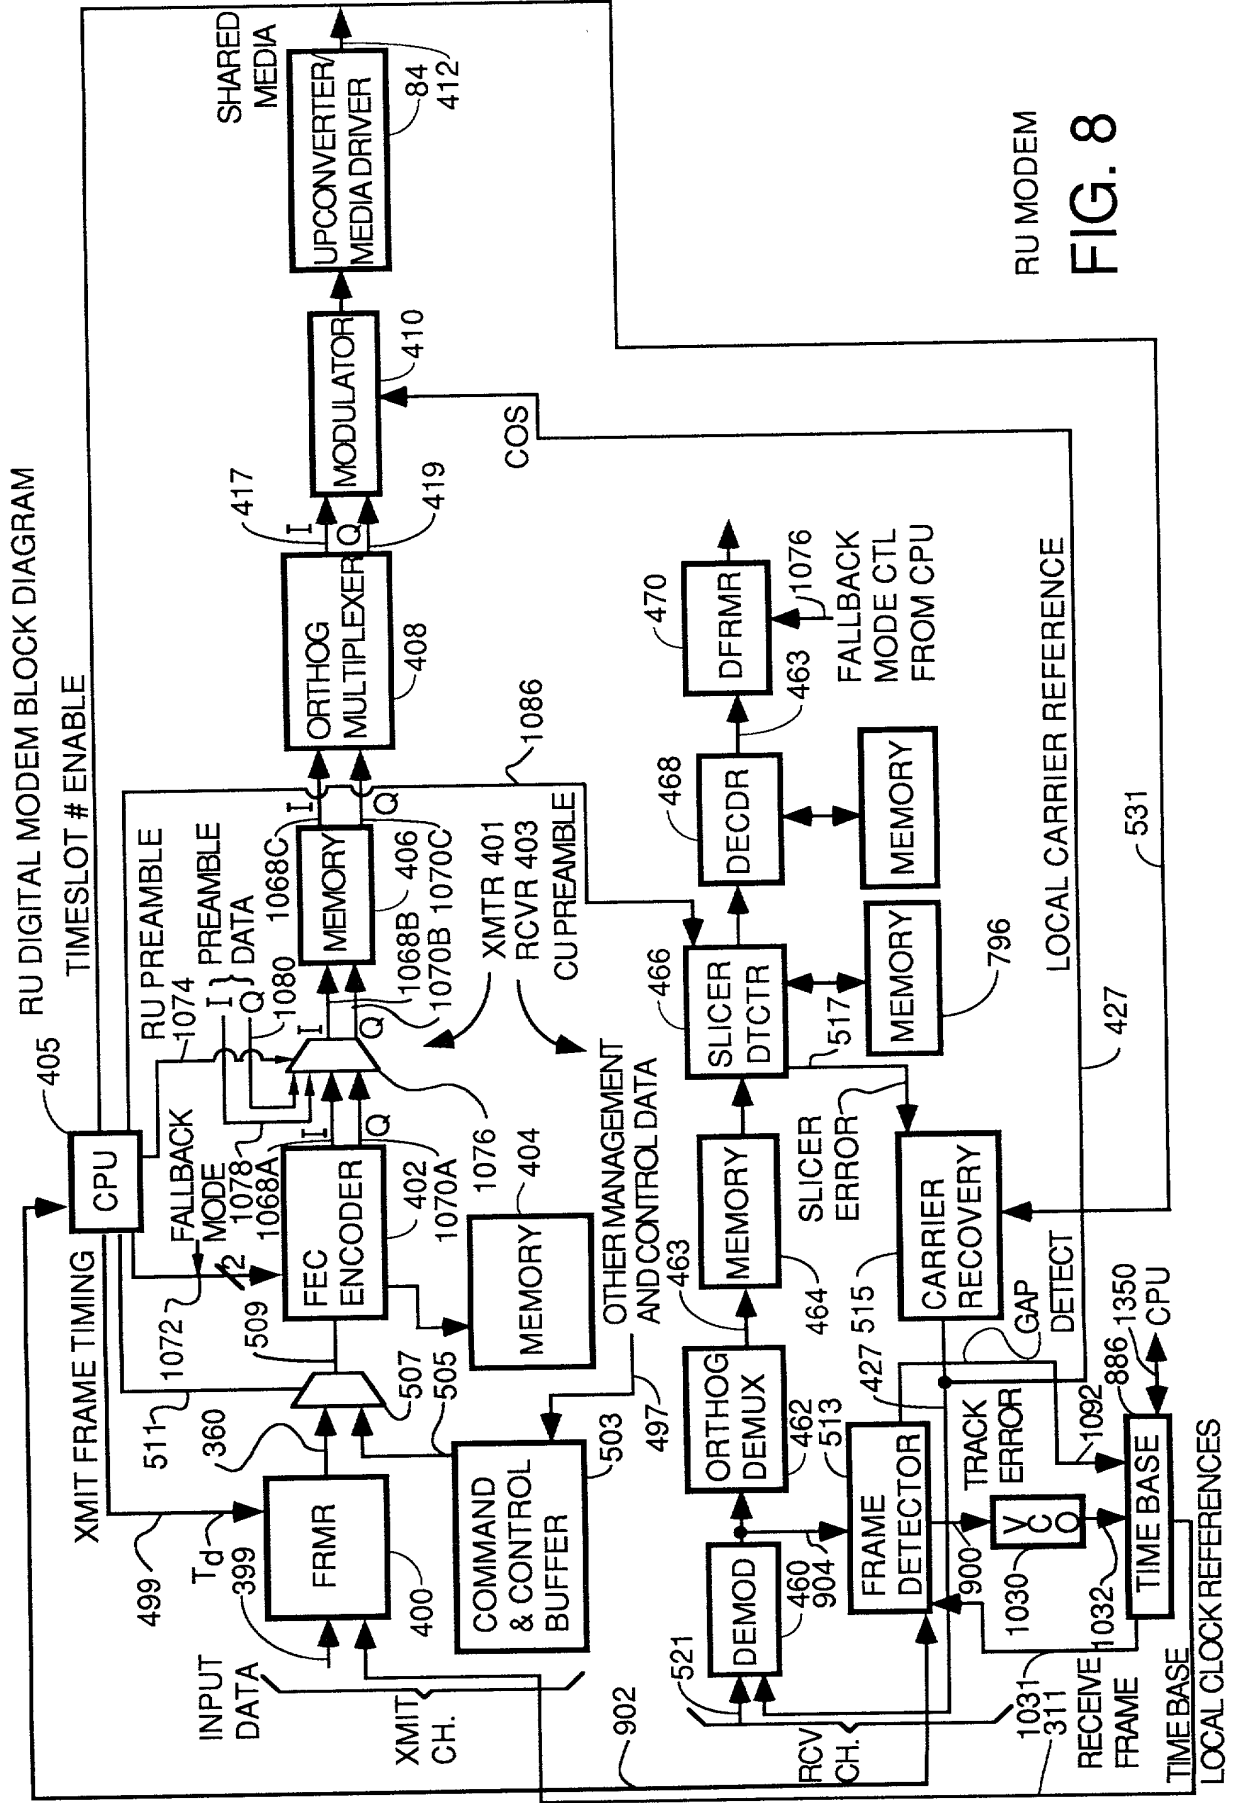 RU DIGITAL MODEM BLOCK DIAGRAM
TIMESLOT # ENABLE
405
CPU
XMIT FRAME TIMING
499
Td
399
INPUT
DATA
XMIT
CH.
FRMR
400
360
511
1072
FALLBACK
MODE
2
509
507
505
COMMAND
& CONTROL
BUFFER
503
497
OTHER MANAGEMENT
AND CONTROL DATA
FEC
ENCODER
402
MEMORY
404
RU PREAMBLE
1074
I
Q
}
PREAMBLE
DATA
1080
1078
1068A
I
Q
1070A
1076
I
Q
1068B
1070B
MEMORY
406
1068C
I
Q
1070C
XMTR 401
RCVR 403
CU PREAMBLE
1086
ORTHOG
MULTIPLEXER
408
417
I
Q
419
MODULATOR
410
COS
UPCONVERTER/
MEDIA DRIVER
84
412
SHARED
MEDIA
RCV
CH.
521
DEMOD
460
904
ORTHOG
DEMUX
462
463
MEMORY
464
SLICER
DTCTR
466
517
SLICER
ERROR
MEMORY
796
DECDR
468
MEMORY
463
DFRMR
470
1076
FALLBACK
MODE CTL
FROM CPU
902
FRAME
DETECTOR
513
427
515
CARRIER
RECOVERY
GAP
DETECT
TRACK
ERROR
900
VCO
1030
1032
1092
TIME BASE
886
1350
CPU
1031
311
RECEIVE
FRAME
TIME BASE
LOCAL CLOCK REFERENCES
LOCAL CARRIER REFERENCE
427
531
RU MODEM
FIG. 8